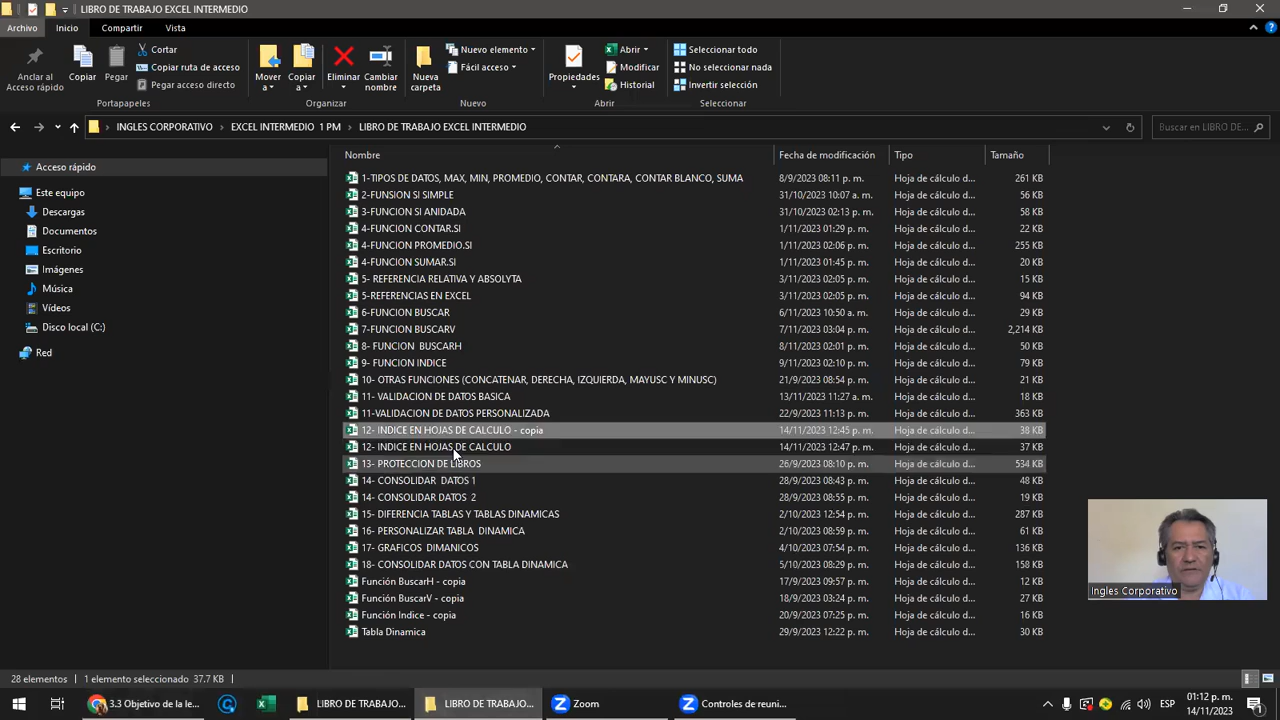 LIBRO DE TRABAJO EXCEL INTERMEDIO
Archivo Inicio Compartir Vista
Anclar al Acceso rápido
Copiar
Pegar
Cortar
Copiar ruta de acceso
Pegar acceso directo
Portapapeles
Mover a
Copiar a
Eliminar
Cambiar nombre
Organizar
Nueva carpeta
Nuevo elemento
Fácil acceso
Nuevo
Propiedades
Abrir
Modificar
Historial
Abrir
Seleccionar todo
No seleccionar nada
Invertir selección
Seleccionar
INGLES CORPORATIVO > EXCEL INTERMEDIO 1 PM > LIBRO DE TRABAJO EXCEL INTERMEDIO
Buscar en LIBRO DE...
Acceso rápido
Este equipo
Descargas
Documentos
Escritorio
Imágenes
Música
Vídeos
Disco local (C:)
Red
Nombre Fecha de modificación Tipo Tamaño
1-TIPOS DE DATOS, MAX, MIN, PROMEDIO, CONTAR, CONTARA, CONTAR BLANCO, SUMA 8/9/2023 08:11 p. m. Hoja de cálculo d... 261 KB
2-FUNSION SI SIMPLE 31/10/2023 10:07 a. m. Hoja de cálculo d... 56 KB
3-FUNCION SI ANIDADA 31/10/2023 02:13 p. m. Hoja de cálculo d... 58 KB
4-FUNCION CONTAR.SI 1/11/2023 01:29 p. m. Hoja de cálculo d... 22 KB
4-FUNCION PROMEDIO.SI 1/11/2023 02:06 p. m. Hoja de cálculo d... 255 KB
4-FUNCION SUMAR.SI 1/11/2023 01:45 p. m. Hoja de cálculo d... 20 KB
5- REFERENCIA RELATIVA Y ABSOLYTA 3/11/2023 02:05 p. m. Hoja de cálculo d... 15 KB
5-REFERENCIAS EN EXCEL 3/11/2023 02:05 p. m. Hoja de cálculo d... 94 KB
6-FUNCION BUSCAR 6/11/2023 10:50 a. m. Hoja de cálculo d... 29 KB
7-FUNCION BUSCARV 7/11/2023 03:04 p. m. Hoja de cálculo d... 2,214 KB
8- FUNCION BUSCARH 8/11/2023 02:01 p. m. Hoja de cálculo d... 50 KB
9- FUNCION INDICE 9/11/2023 02:10 p. m. Hoja de cálculo d... 79 KB
10- OTRAS FUNCIONES (CONCATENAR, DERECHA, IZQUIERDA, MAYUSC Y MINUSC) 21/9/2023 08:54 p. m. Hoja de cálculo d... 21 KB
11- VALIDACION DE DATOS BASICA 13/11/2023 11:27 a. m. Hoja de cálculo d... 18 KB
11-VALIDACION DE DATOS PERSONALIZADA 22/9/2023 11:13 p. m. Hoja de cálculo d... 363 KB
12- INDICE EN HOJAS DE CALCULO - copia 14/11/2023 12:45 p. m. Hoja de cálculo d... 38 KB
12- INDICE EN HOJAS DE CALCULO 14/11/2023 12:47 p. m. Hoja de cálculo d... 37 KB
13- PROTECCION DE LIBROS 26/9/2023 08:10 p. m. Hoja de cálculo d... 534 KB
14- CONSOLIDAR DATOS 1 28/9/2023 08:43 p. m. Hoja de cálculo d... 48 KB
14- CONSOLIDAR DATOS 2 28/9/2023 08:55 p. m. Hoja de cálculo d... 19 KB
15- DIFERENCIA TABLAS Y TABLAS DINAMICAS 2/10/2023 12:54 p. m. Hoja de cálculo d... 287 KB
16- PERSONALIZAR TABLA DINAMICA 2/10/2023 08:59 p. m. Hoja de cálculo d... 61 KB
17- GRAFICOS DIMANICOS 4/10/2023 07:54 p. m. Hoja de cálculo d... 136 KB
18- CONSOLIDAR DATOS CON TABLA DINAMICA 5/10/2023 08:29 p. m. Hoja de cálculo d... 158 KB
Función BuscarH - copia 17/9/2023 09:57 p. m. Hoja de cálculo d... 12 KB
Función BuscarV - copia 18/9/2023 03:24 p. m. Hoja de cálculo d... 27 KB
Función Indice - copia 20/9/2023 07:25 p. m. Hoja de cálculo d... 16 KB
Tabla Dinamica 29/9/2023 12:22 p. m. Hoja de cálculo d... 30 KB
Ingles Corporativo
28 elementos 1 elemento seleccionado 37.7 KB
3.3 Objetivo de la le...
LIBRO DE TRABAJO...
LIBRO DE TRABAJO...
Zoom
Controles de reuni...
ESP
01:12 p. m.
14/11/2023